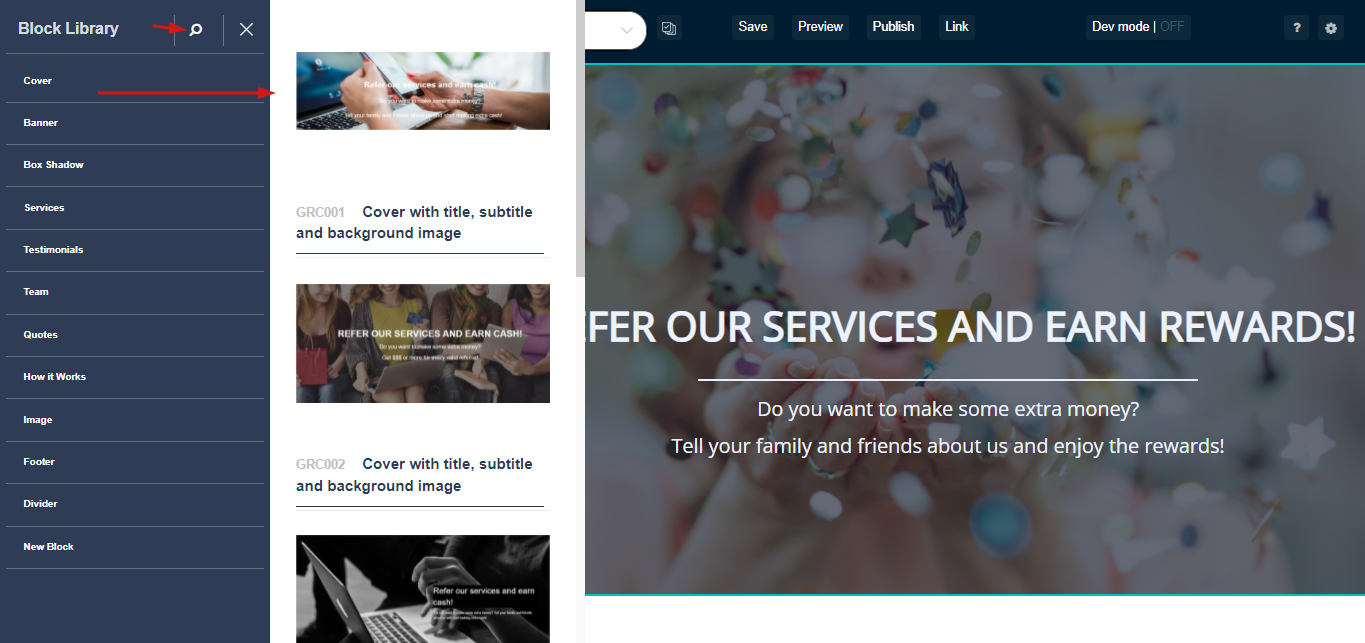 Block Library
Cover
Banner
Box Shadow
Services
Testimonials
Team
Quotes
How it Works
Image
Footer
Divider
New Block
Refer our services and earn cash!
Do you want to make some extra money?
Tell your family and friends about us and start making extra cash!
GRC001 Cover with title, subtitle
and background image
REFER OUR SERVICES AND EARN CASH!
Do you want to make some extra money?
Get $$$ or more for every valid referral!
GRC002 Cover with title, subtitle
and background image
Refer our services and earn
cash!
Save
Preview
Publish
Link
Dev mode | OFF
?
EFER OUR SERVICES AND EARN REWARDS!
Do you want to make some extra money?
Tell your family and friends about us and enjoy the rewards!